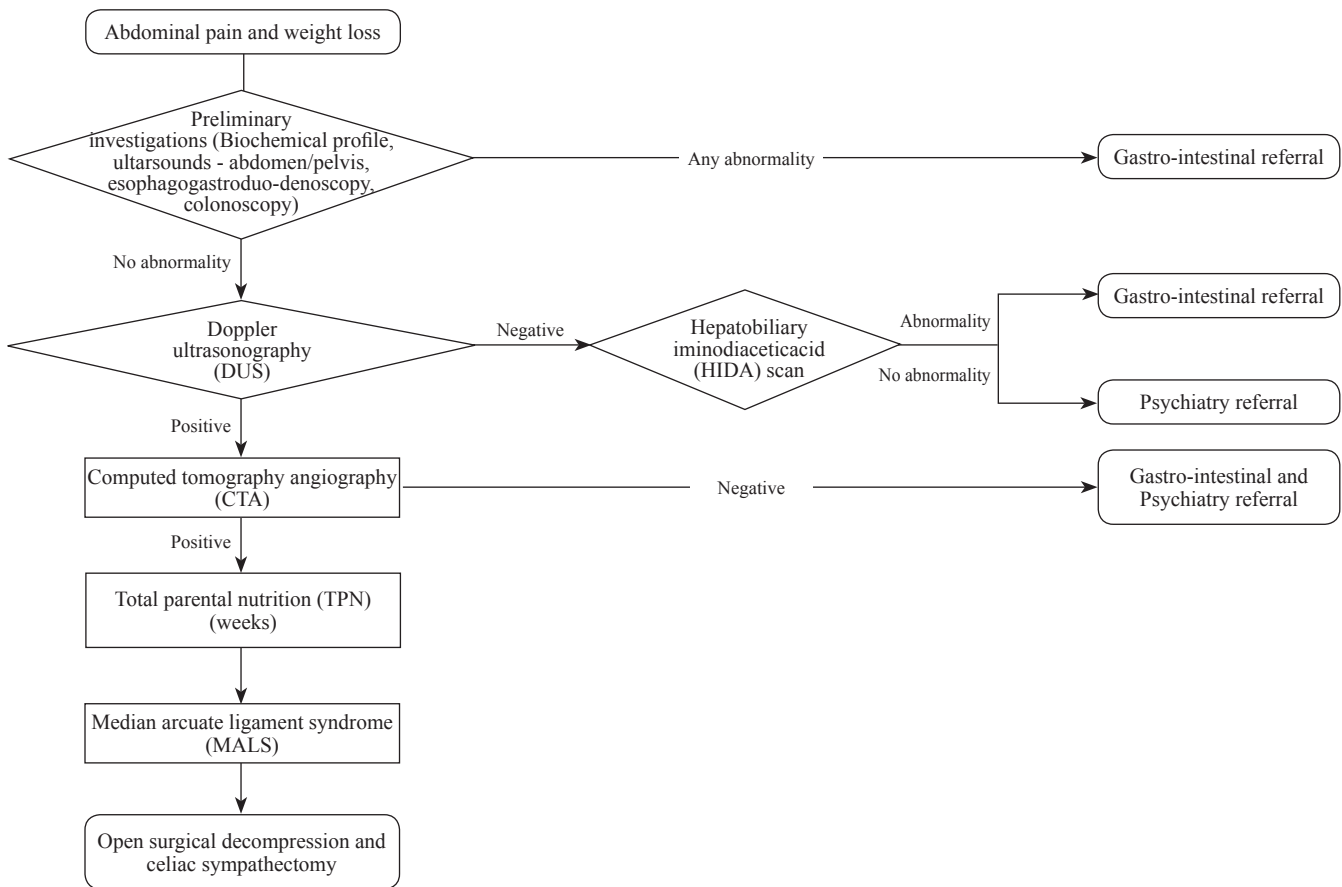 Abdominal pain and weight loss
Preliminary
investigations (Biochemical profile,
ultarsounds - abdomen/pelvis,
esophagogastroduo-denoscopy,
colonoscopy)
Any abnormality
Gastro-intestinal referral
No abnormality
Doppler
ultrasonography
(DUS)
Negative
Hepatobiliary
iminodiaceticacid
(HIDA) scan
Abnormality
No abnormality
Gastro-intestinal referral
Psychiatry referral
Positive
Computed tomography angiography
(CTA)
Negative
Gastro-intestinal and
Psychiatry referral
Positive
Total parental nutrition (TPN)
(weeks)
Median arcuate ligament syndrome
(MALS)
Open surgical decompression and
celiac sympathectomy